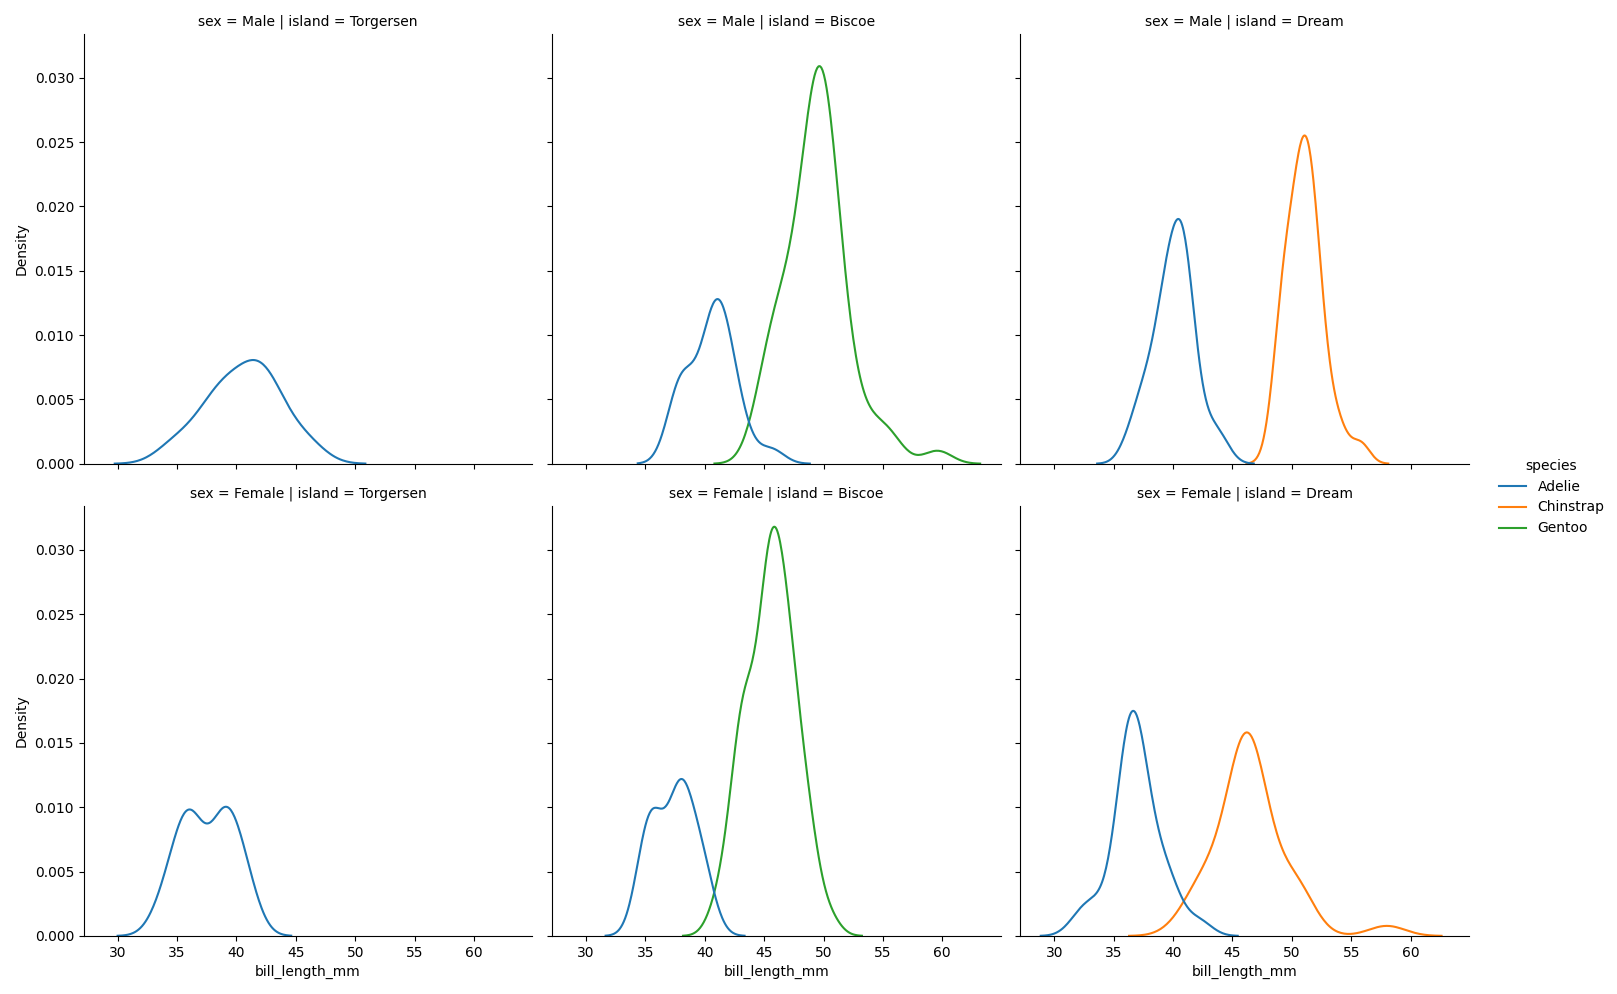 sex = Male | island = Torgersen
sex = Male | island = Biscoe
sex = Male | island = Dream
Density
0.030
0.025
0.020
0.015
0.010
0.005
0.000
sex = Female | island = Torgersen
sex = Female | island = Biscoe
sex = Female | island = Dream
Density
0.030
0.025
0.020
0.015
0.010
0.005
0.000
30 35 40 45 50 55 60
bill_length_mm
30 35 40 45 50 55 60
bill_length_mm
30 35 40 45 50 55 60
bill_length_mm
species
Adelie
Chinstrap
Gentoo